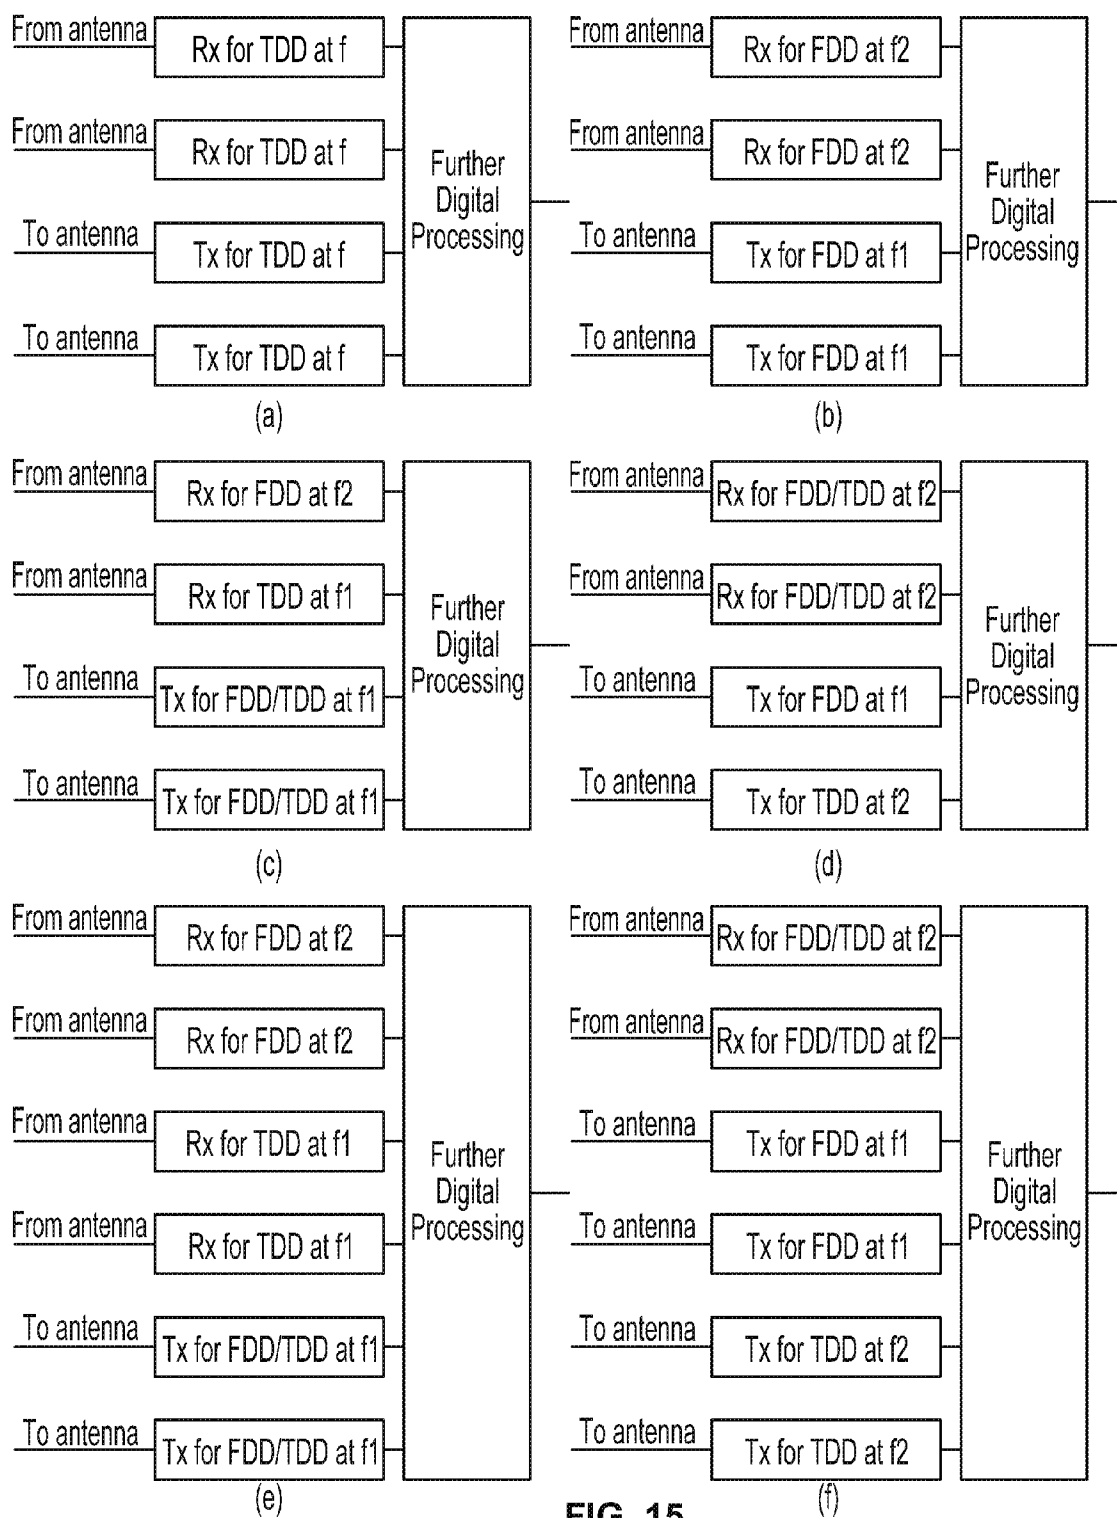 From antenna
Rx for TDD at f
From antenna
Rx for TDD at f
To antenna
Tx for TDD at f
To antenna
Tx for TDD at f
Further
Digital
Processing
(a)
From antenna
Rx for FDD at f2
From antenna
Rx for FDD at f2
To antenna
Tx for FDD at f1
To antenna
Tx for FDD at f1
Further
Digital
Processing
(b)
From antenna
Rx for FDD at f2
From antenna
Rx for TDD at f1
To antenna
Tx for FDD/TDD at f1
To antenna
Tx for FDD/TDD at f1
Further
Digital
Processing
(c)
From antenna
Rx for FDD/TDD at f2
From antenna
Rx for FDD/TDD at f2
To antenna
Tx for FDD at f1
To antenna
Tx for TDD at f2
Further
Digital
Processing
(d)
From antenna
Rx for FDD at f2
From antenna
Rx for FDD at f2
From antenna
Rx for TDD at f1
From antenna
Rx for TDD at f1
To antenna
Tx for FDD/TDD at f1
To antenna
Tx for FDD/TDD at f1
Further
Digital
Processing
(e)
From antenna
Rx for FDD/TDD at f2
From antenna
Rx for FDD/TDD at f2
To antenna
Tx for FDD at f1
To antenna
Tx for FDD at f1
To antenna
Tx for TDD at f2
To antenna
Tx for TDD at f2
Further
Digital
Processing
(f)
FIG. 15